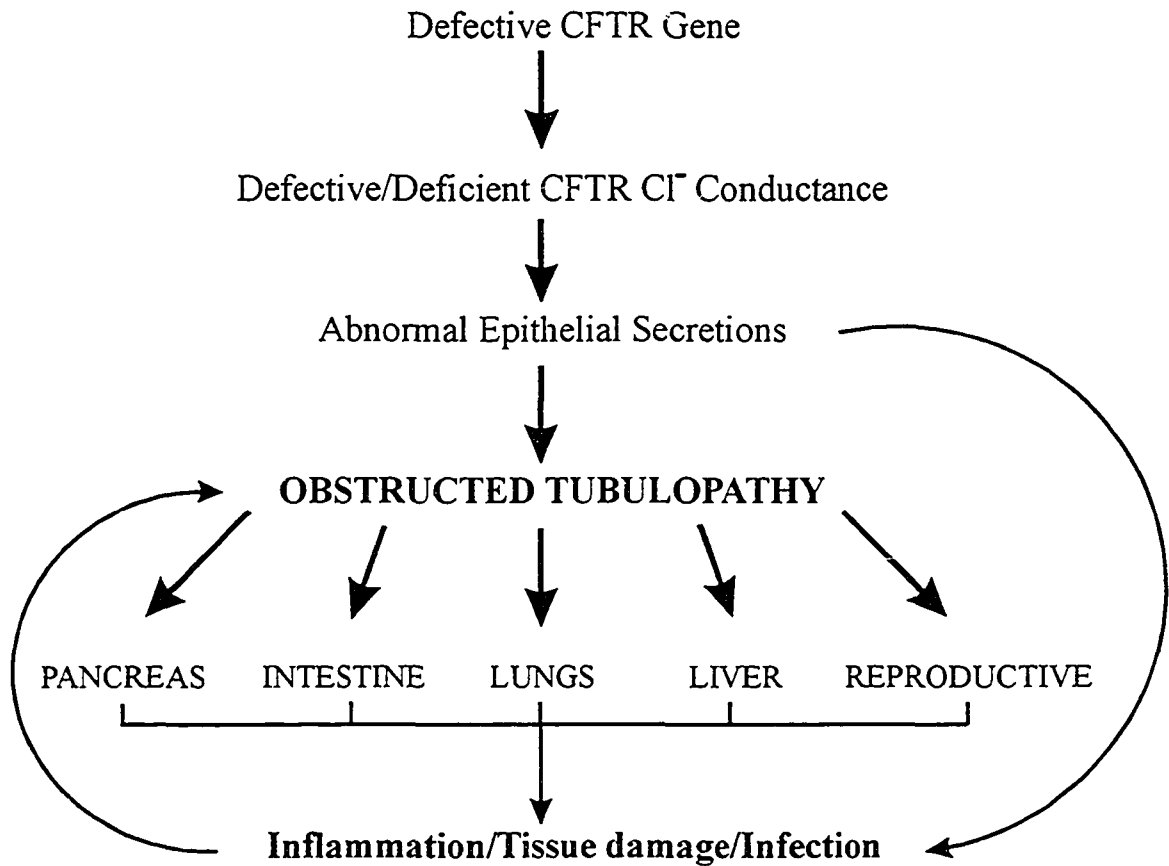 Defective CFTR Gene
Defective/Deficient CFTR Cl⁻ Conductance
Abnormal Epithelial Secretions
OBSTRUCTED TUBULOPATHY
PANCREAS INTESTINE LUNGS LIVER REPRODUCTIVE
Inflammation/Tissue damage/Infection